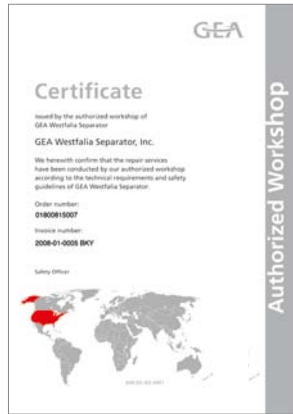 GEA
Certificate
issued by the authorized workshop of
GEA Westfalia Separator
GEA Westfalia Separator, Inc.
We herewith confirm that the repair services
have been conducted by our authorized workshop
according to the technical requirements and safety
guidelines of GEA Westfalia Separator.
Order number:
01800815007
Invoice number:
2008-01-0005 BKY
Safety Officer
Authorized Workshop